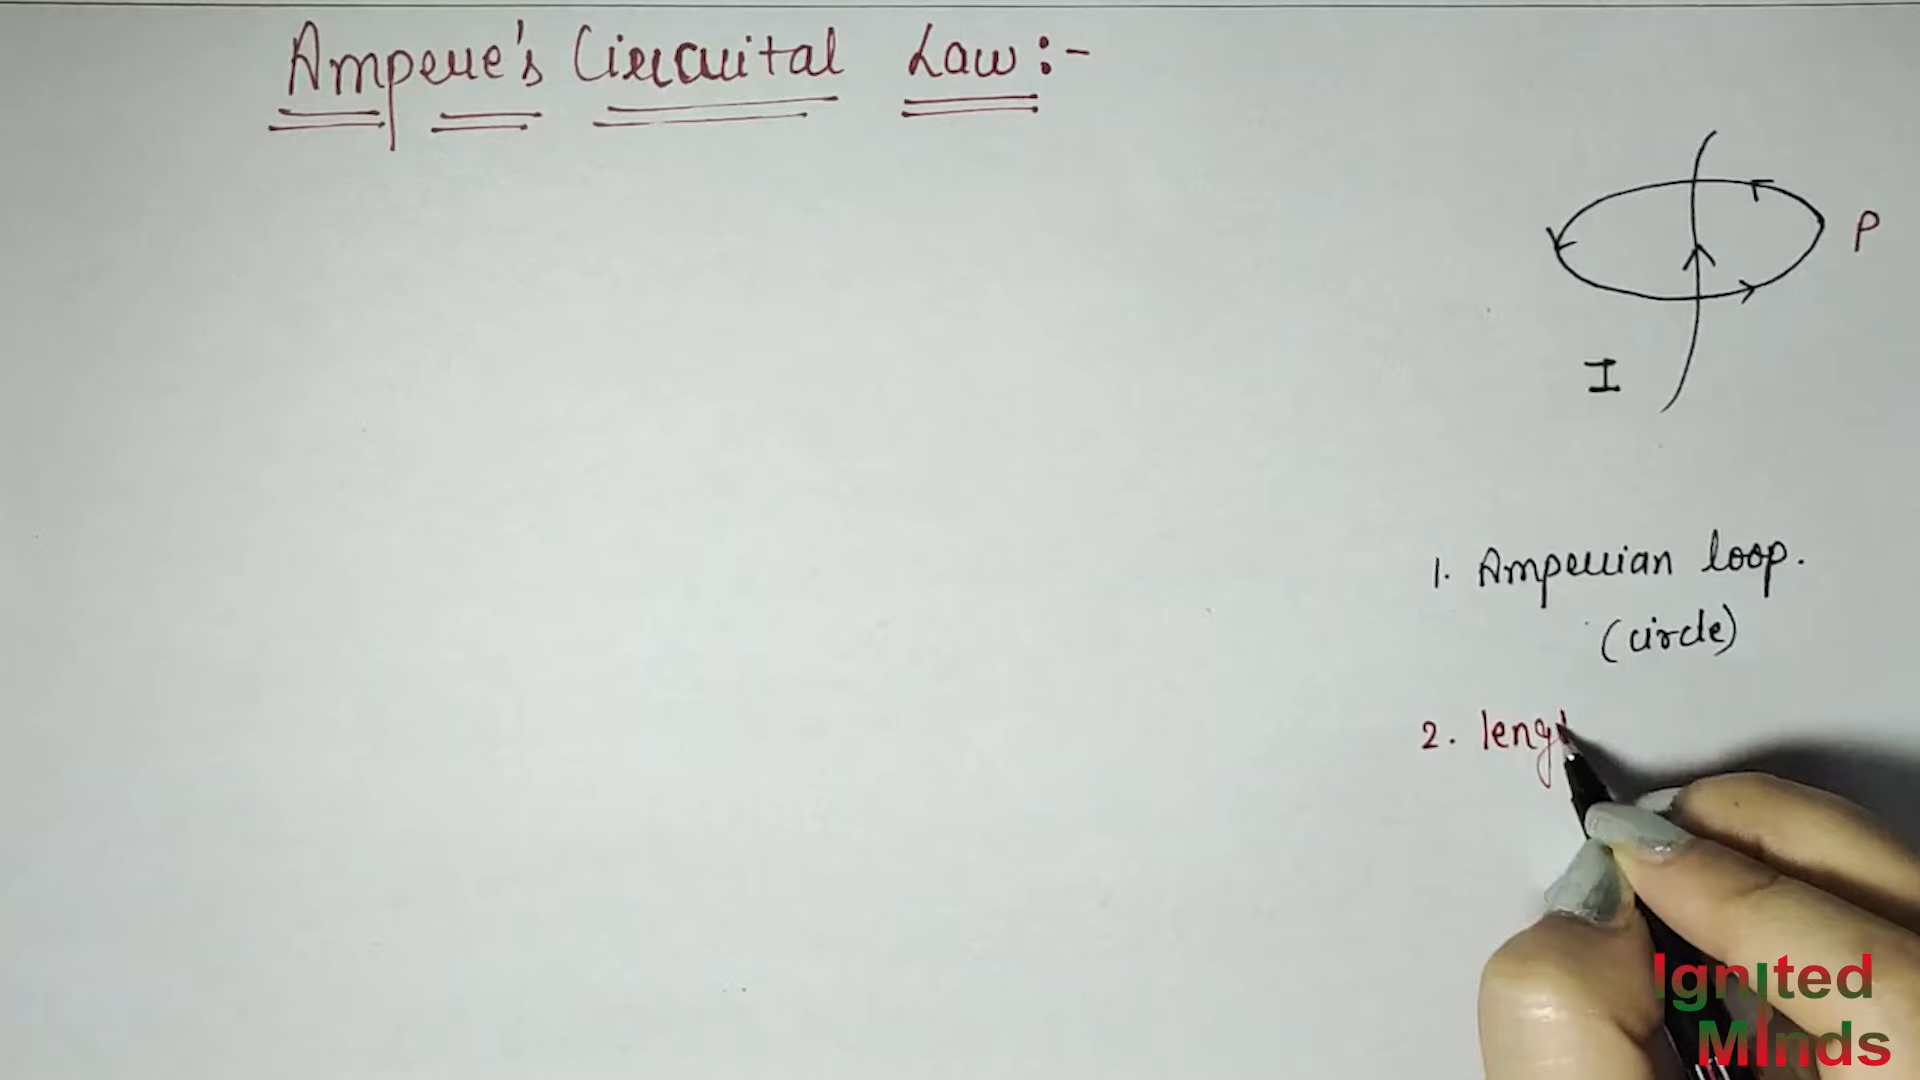 Ampere's Circuital Law :-
P
I
1. Amperian loop.
(circle)
2. leng
Ignited
Minds